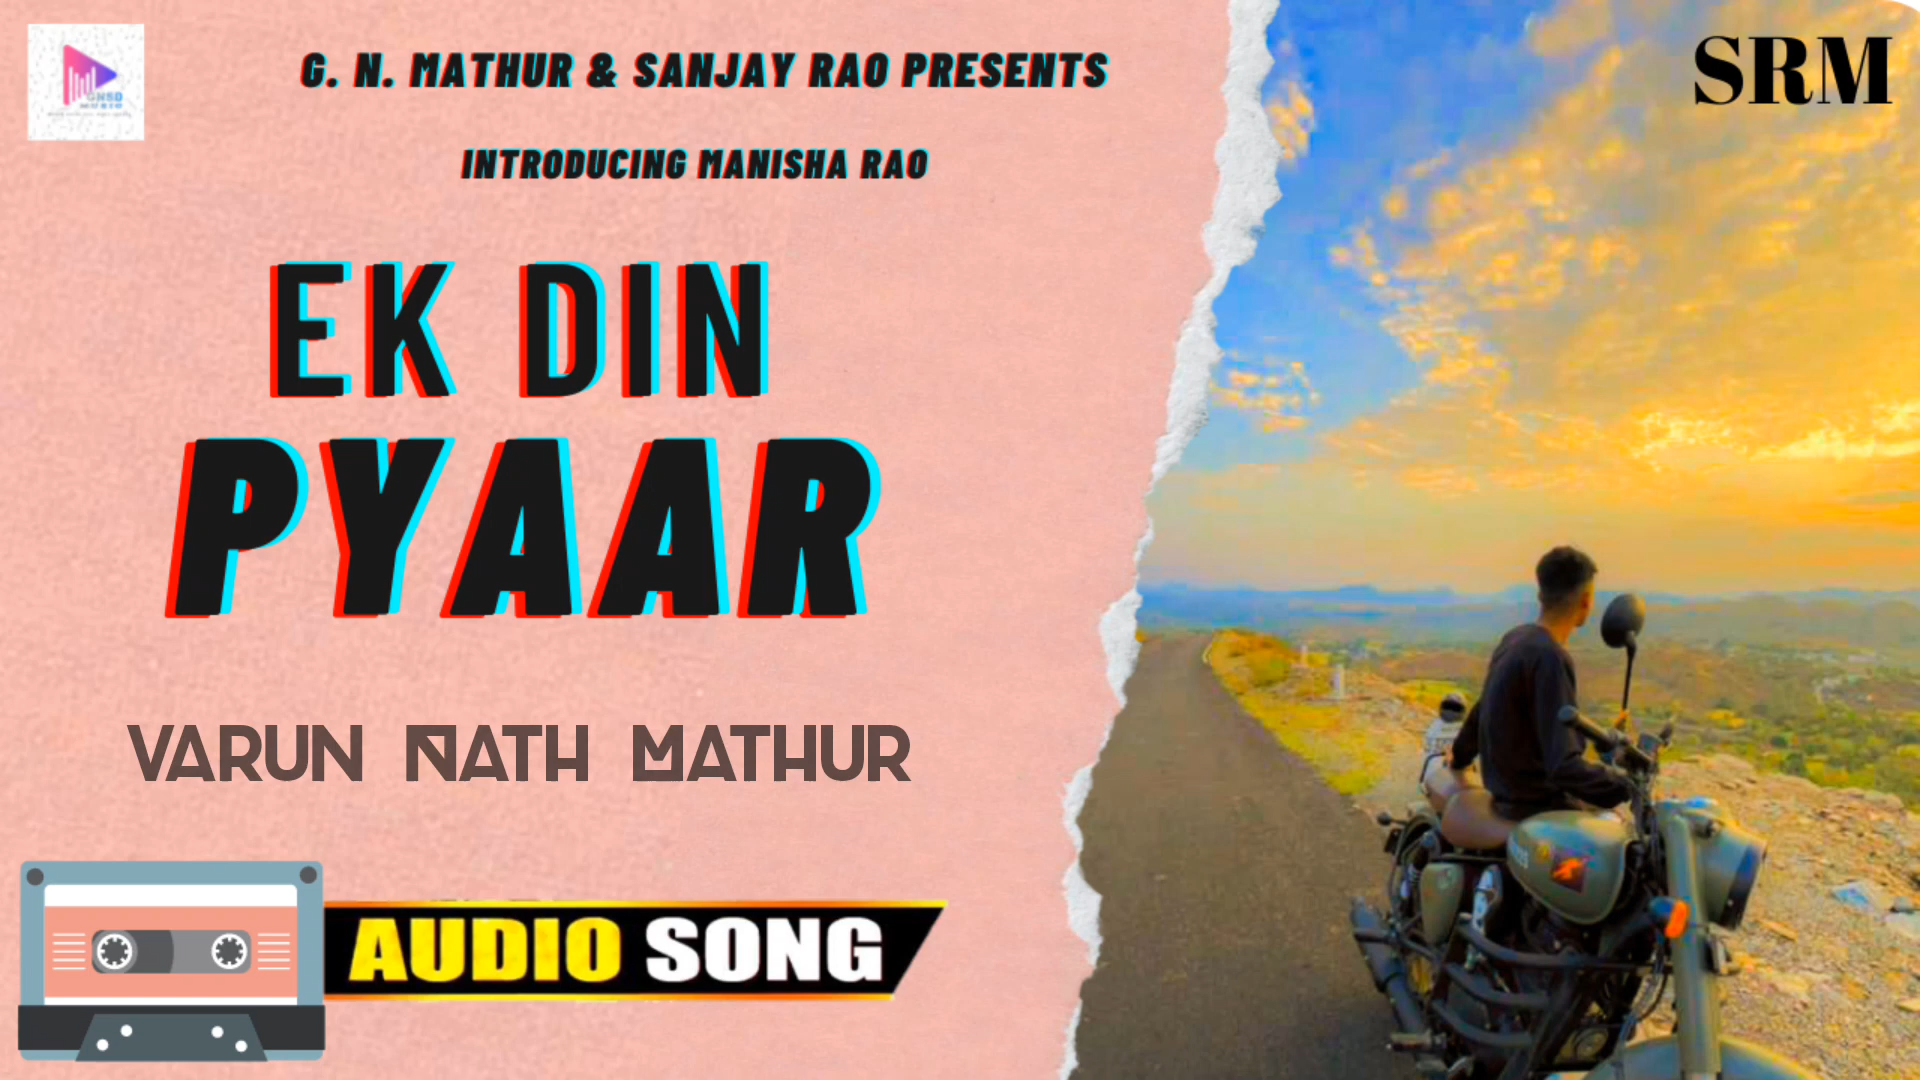 G. N. MATHUR & SANJAY RAO PRESENTS
SRM
INTRODUCING MANISHA RAO
EK DIN
PYAAR
VARUN NATH MATHUR
AUDIO SONG